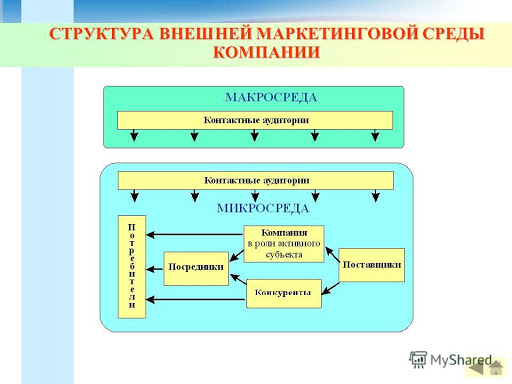 СТРУКТУРА ВНЕШНЕЙ МАРКЕТИНГОВОЙ СРЕДЫ
КОМПАНИИ
МАКРОСРЕДА
Контактные аудитории
Контактные аудитории
МИКРОСРЕДА
Потребители
Компания
в роли активного
субъекта
Посредники
Поставщики
Конкуренты
MyShared